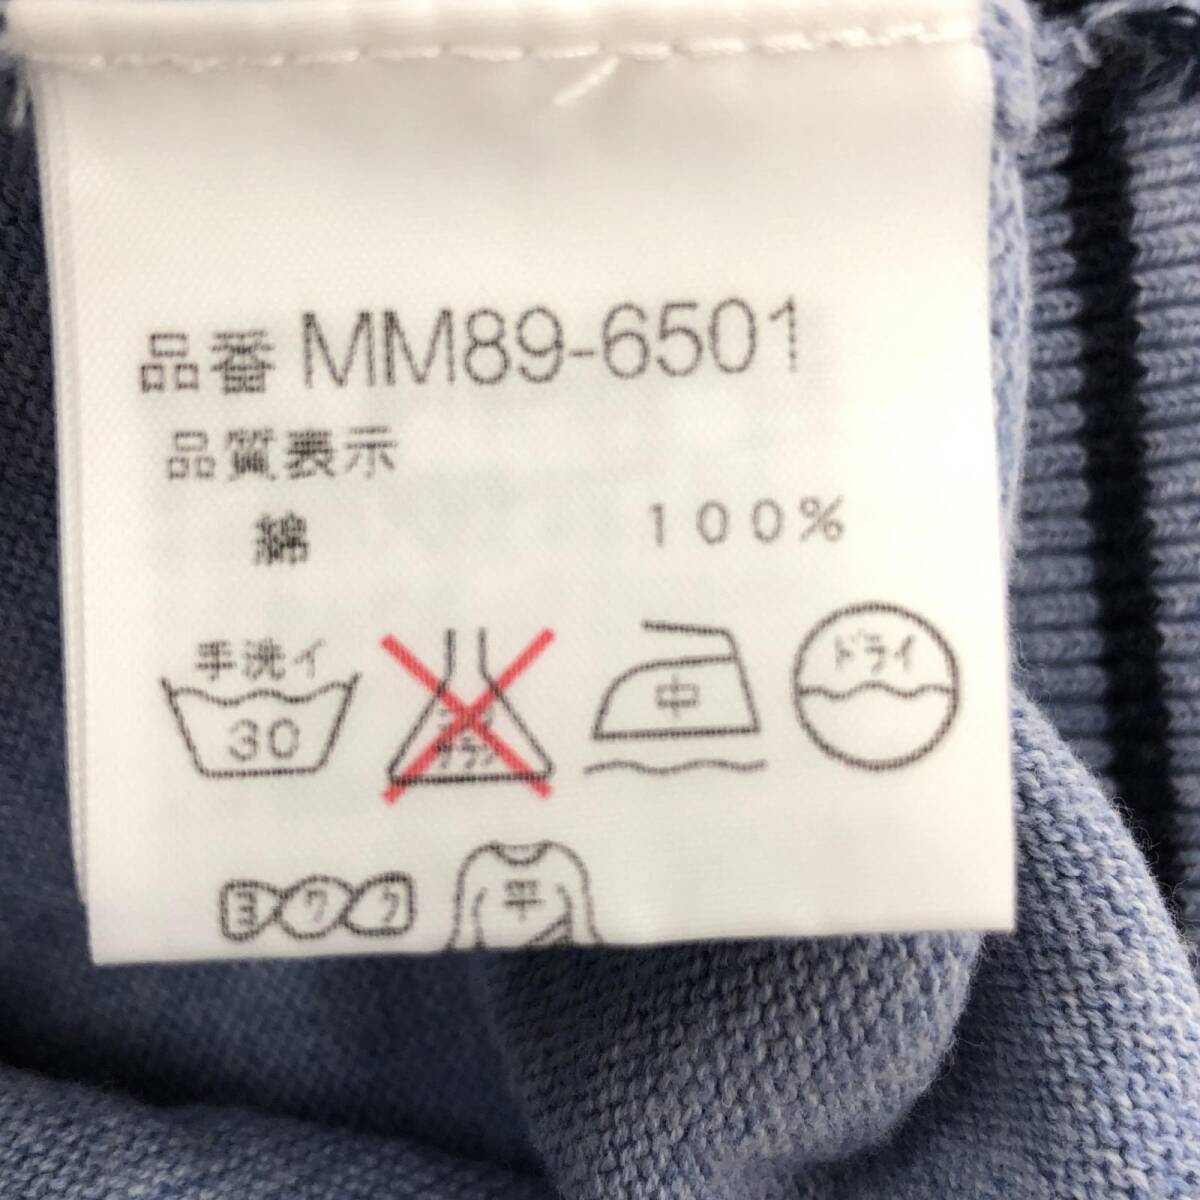 品番 MM89-6501
品質表示
綿 100%
手洗イ
30
中
ドライ
ヨワク
平